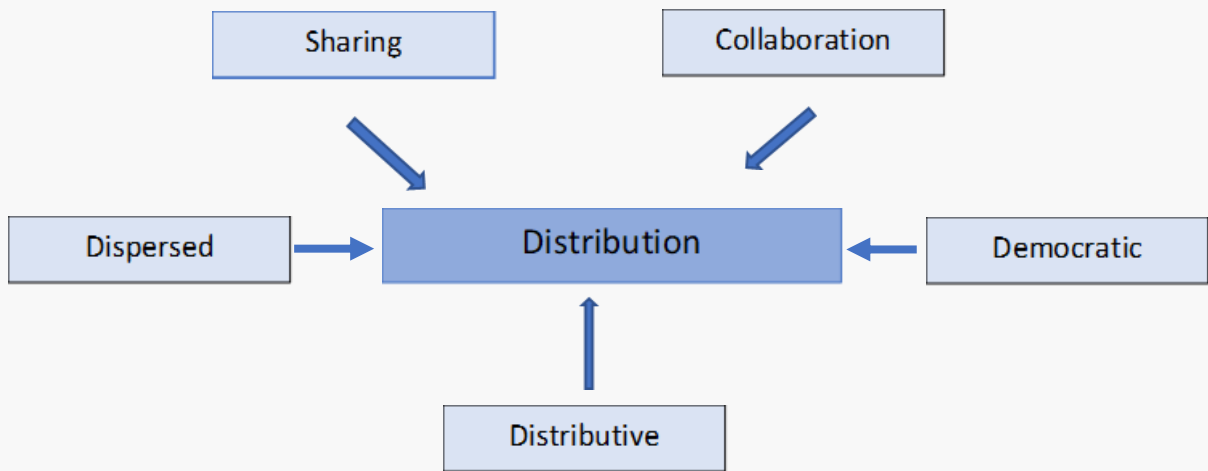 Sharing
Collaboration
Dispersed
Distribution
Democratic
Distributive